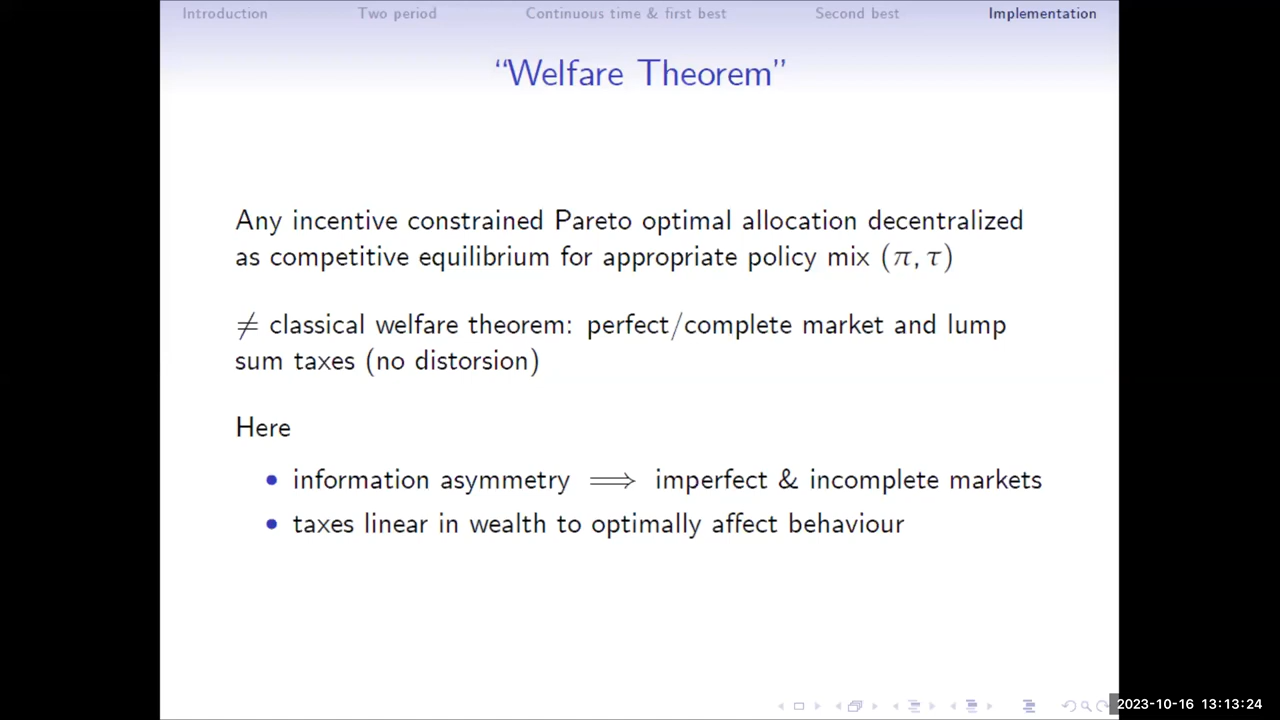 Introduction Two period Continuous time & first best Second best Implementation
“Welfare Theorem”
Any incentive constrained Pareto optimal allocation decentralized
as competitive equilibrium for appropriate policy mix (π, τ)
≠ classical welfare theorem: perfect/complete market and lump
sum taxes (no distorsion)
Here
• information asymmetry ⟹ imperfect & incomplete markets
• taxes linear in wealth to optimally affect behaviour
2023-10-16 13:13:24